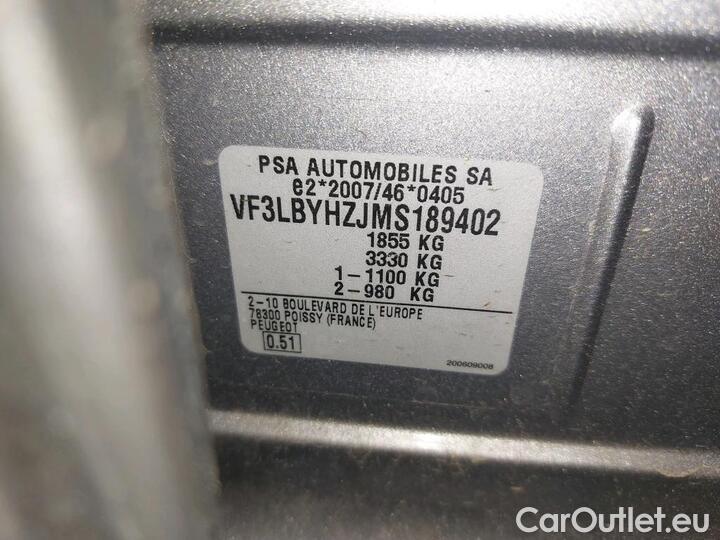 PSA AUTOMOBILES SA
e2*2007/46*0405
VF3LBYHZJMS189402
1855 KG
3330 KG
1-1100 KG
2-980 KG
2-10 BOULEVARD DE L'EUROPE
78300 POISSY (FRANCE)
PEUGEOT
0.51
200609008
CarOutlet.eu